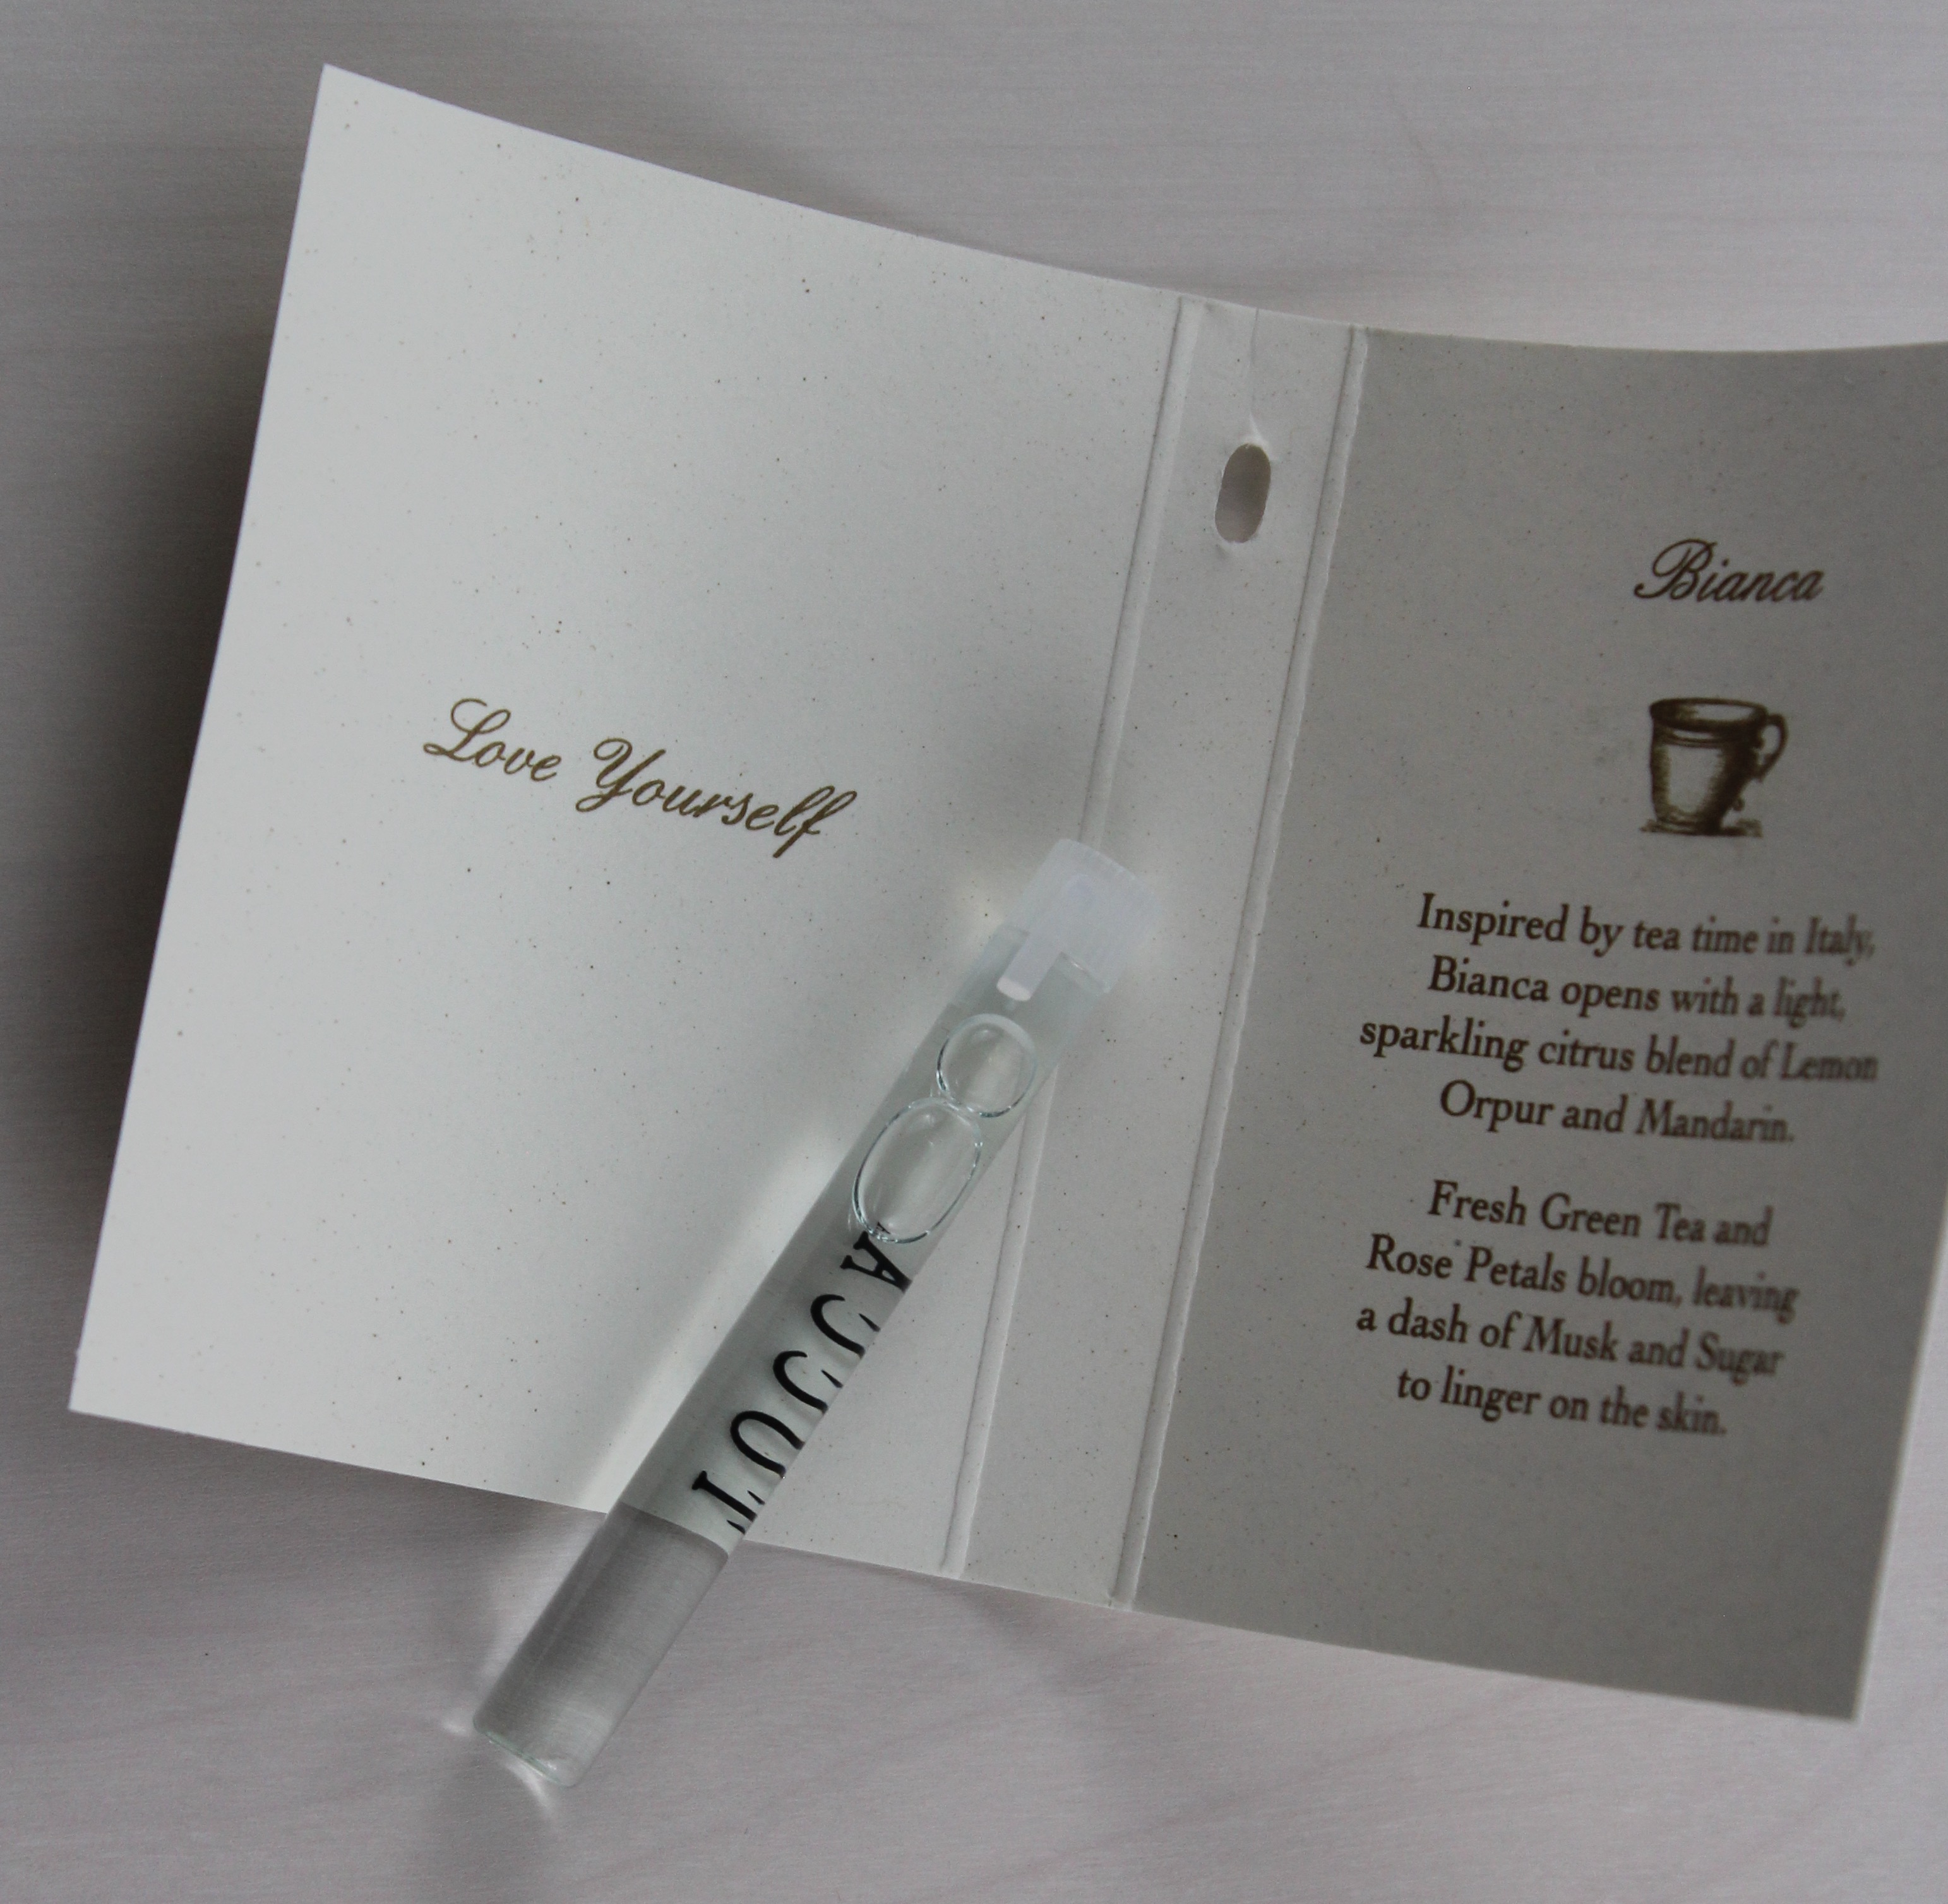 Love Yourself
Bianca
Inspired by tea time in Italy,
Bianca opens with a light,
sparkling citrus blend of Lemon
Orpur and Mandarin.
Fresh Green Tea and
Rose Petals bloom, leaving
a dash of Musk and Sugar
to linger on the skin.
TOCCA